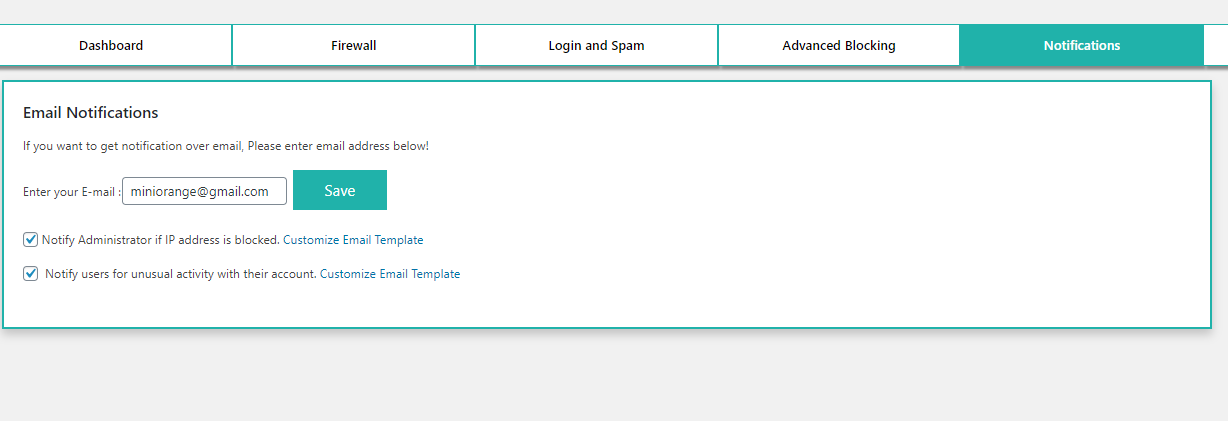 Dashboard Firewall Login and Spam Advanced Blocking Notifications
Email Notifications
If you want to get notification over email, Please enter email address below!
Enter your E-mail : miniorange@gmail.com Save
Notify Administrator if IP address is blocked. Customize Email Template
Notify users for unusual activity with their account. Customize Email Template